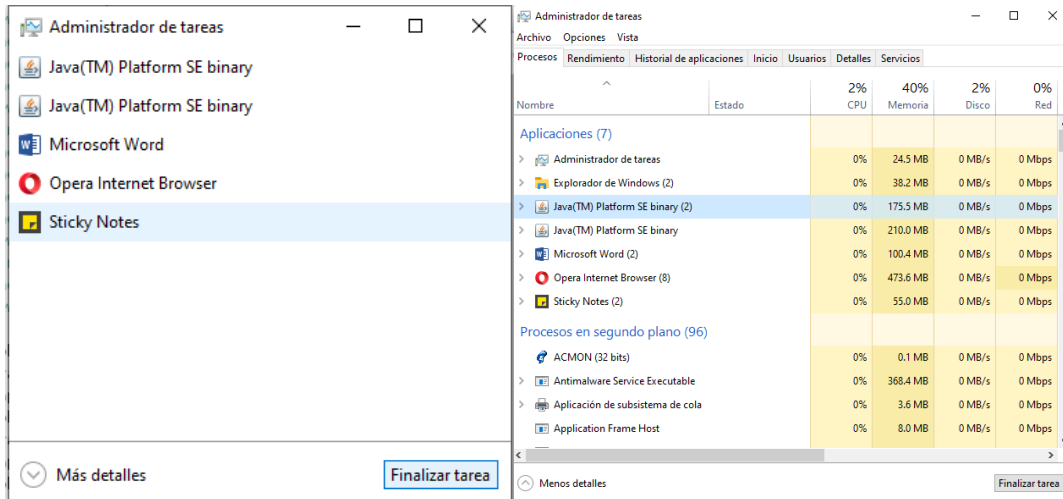 Administrador de tareas
Java(TM) Platform SE binary
Java(TM) Platform SE binary
Microsoft Word
Opera Internet Browser
Sticky Notes
Más detalles
Finalizar tarea
Administrador de tareas
Archivo Opciones Vista
Procesos Rendimiento Historial de aplicaciones Inicio Usuarios Detalles Servicios
2% 40% 2% 0%
Nombre Estado CPU Memoria Disco Red
Aplicaciones (7)
Administrador de tareas 0% 24.5 MB 0 MB/s 0 Mbps
Explorador de Windows (2) 0% 38.2 MB 0 MB/s 0 Mbps
Java(TM) Platform SE binary (2) 0% 175.5 MB 0 MB/s 0 Mbps
Java(TM) Platform SE binary 0% 210.0 MB 0 MB/s 0 Mbps
Microsoft Word (2) 0% 100.4 MB 0 MB/s 0 Mbps
Opera Internet Browser (8) 0% 473.6 MB 0 MB/s 0 Mbps
Sticky Notes (2) 0% 55.0 MB 0 MB/s 0 Mbps
Procesos en segundo plano (96)
ACMON (32 bits) 0% 0.1 MB 0 MB/s 0 Mbps
Antimalware Service Executable 0% 368.4 MB 0 MB/s 0 Mbps
Aplicación de subsistema de cola 0% 3.6 MB 0 MB/s 0 Mbps
Application Frame Host 0% 8.0 MB 0 MB/s 0 Mbps
Menos detalles
Finalizar tarea